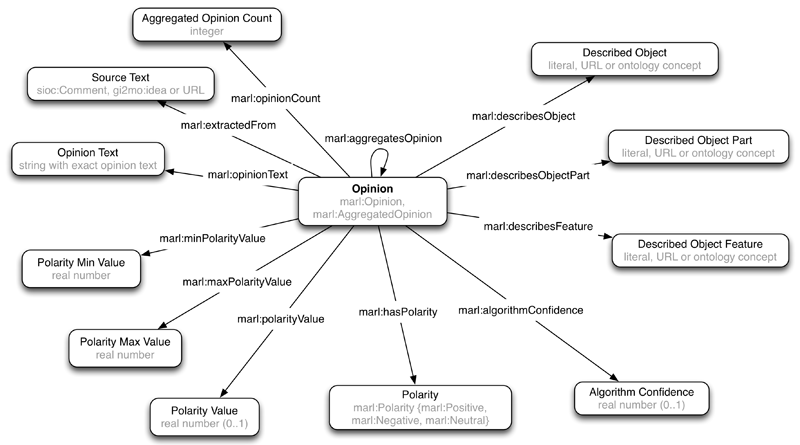 Aggregated Opinion Count
integer
Described Object
literal, URL or ontology concept
Source Text
sioc:Comment, gi2mo:idea or URL
marl:opinionCount
marl:describesObject
marl:extractedFrom
marl:aggregatesOpinion
Described Object Part
literal, URL or ontology concept
Opinion Text
string with exact opinion text
marl:opinionText
marl:describesObjectPart
Opinion
marl:Opinion,
marl:AggregatedOpinion
marl:describesFeature
marl:minPolarityValue
Described Object Feature
literal, URL or ontology concept
Polarity Min Value
real number
marl:maxPolarityValue
marl:polarityValue
marl:hasPolarity
marl:algorithmConfidence
Polarity Max Value
real number
Polarity Value
real number (0..1)
Polarity
marl:Polarity {marl:Positive,
marl:Negative, marl:Neutral}
Algorithm Confidence
real number (0..1)